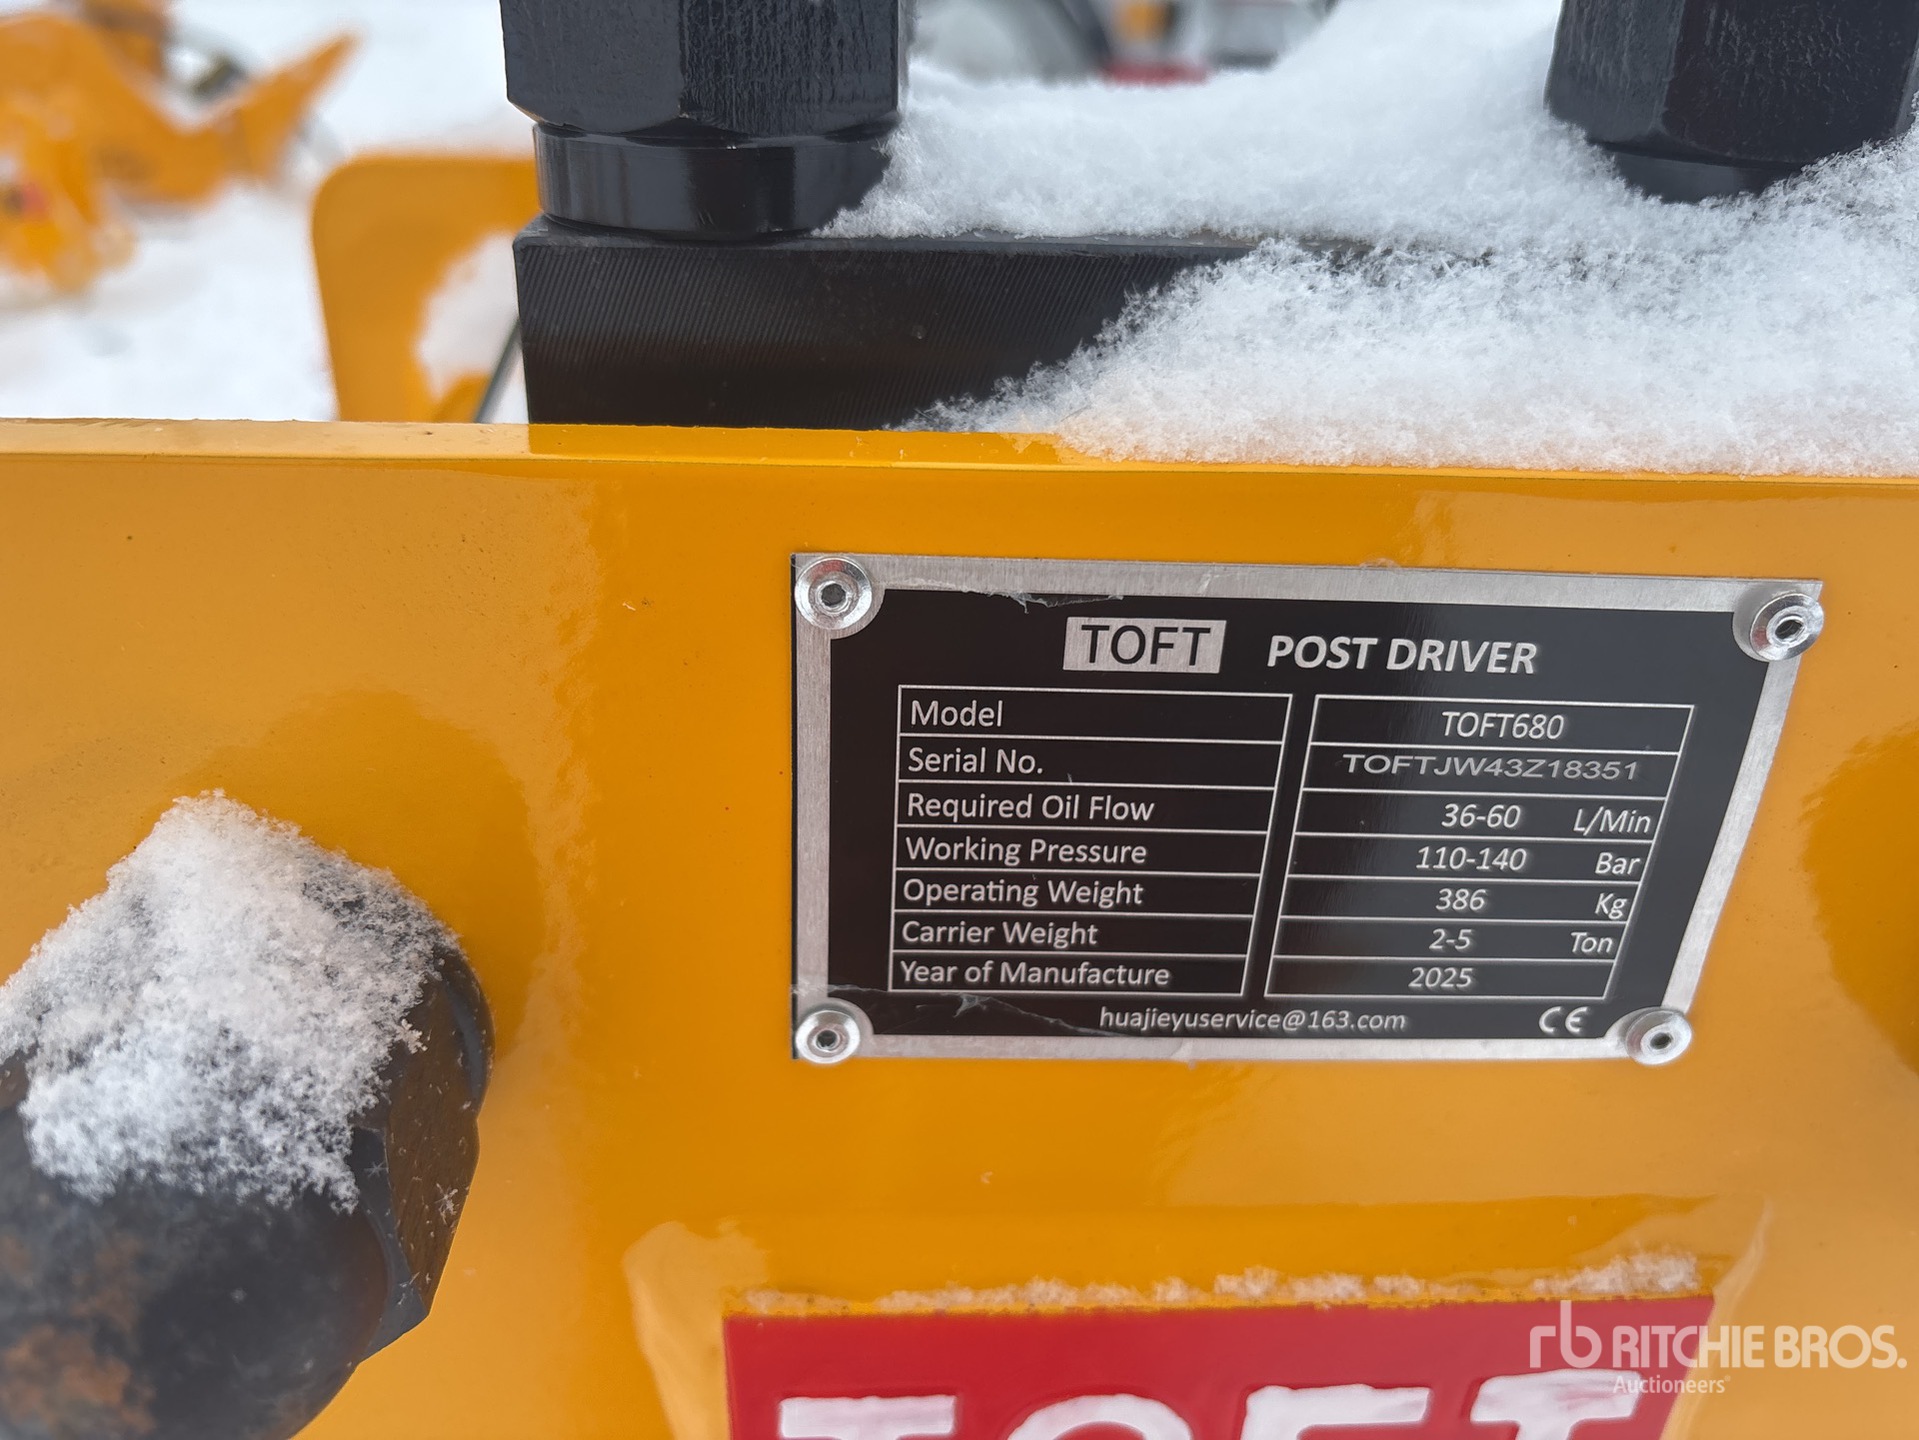 TOFT POST DRIVER
Model TOFT680
Serial No. TOFTJW43Z18351
Required Oil Flow 36-60 L/Min
Working Pressure 110-140 Bar
Operating Weight 386 Kg
Carrier Weight 2-5 Ton
Year of Manufacture 2025
huajieyuservice@163.com CE
TOFT
rb RITCHIE BROS.
Auctioneers